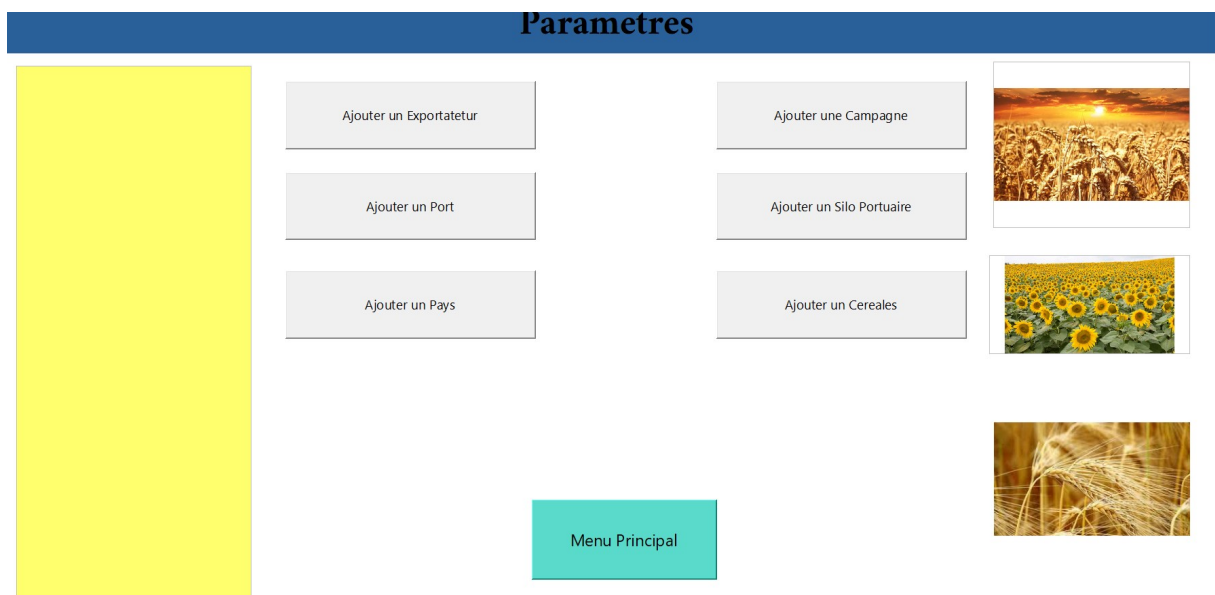 Parametres
Ajouter un Exportatetur
Ajouter une Campagne
Ajouter un Port
Ajouter un Silo Portuaire
Ajouter un Pays
Ajouter un Cereales
Menu Principal